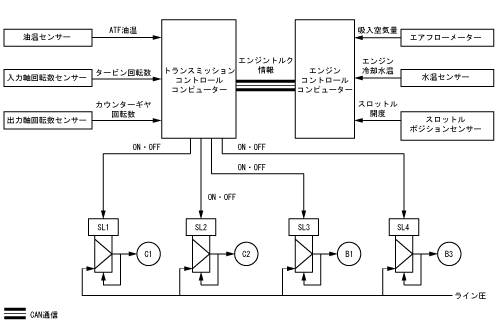 油温センサー
ATF油温
入力軸回転数センサー
タービン回転数
出力軸回転数センサー
カウンターギヤ
回転数
トランスミッション
コントロール
コンピューター
エンジントルク
情報
エンジン
コントロール
コンピューター
吸入空気量
エアフローメーター
エンジン
冷却水温
水温センサー
スロットル
開度
スロットル
ポジションセンサー
ON・OFF
ON・OFF
ON・OFF
ON・OFF
SL1
SL2
SL3
SL4
C1
C2
B1
B3
ライン圧
CAN通信